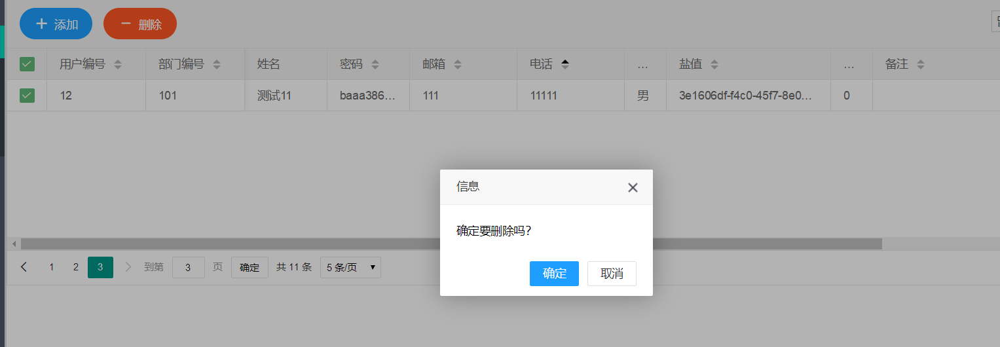 添加 删除
用户编号 部门编号 姓名 密码 邮箱 电话 ... 盐值 ... 备注
12 101 测试11 baaa386... 111 11111 男 3e1606df-f4c0-45f7-8e0... 0
信息
确定要删除吗?
确定 取消
1 2 3 到第 3 页 确定 共 11 条 5 条/页